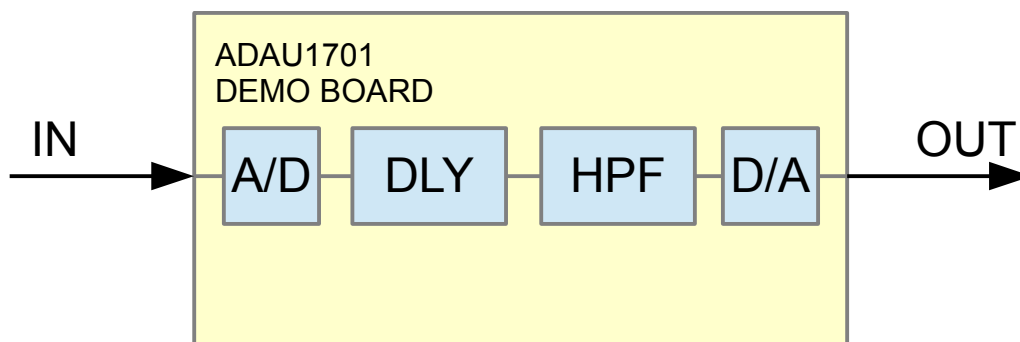 ADAU1701
DEMO BOARD
IN
A/D
DLY
HPF
D/A
OUT